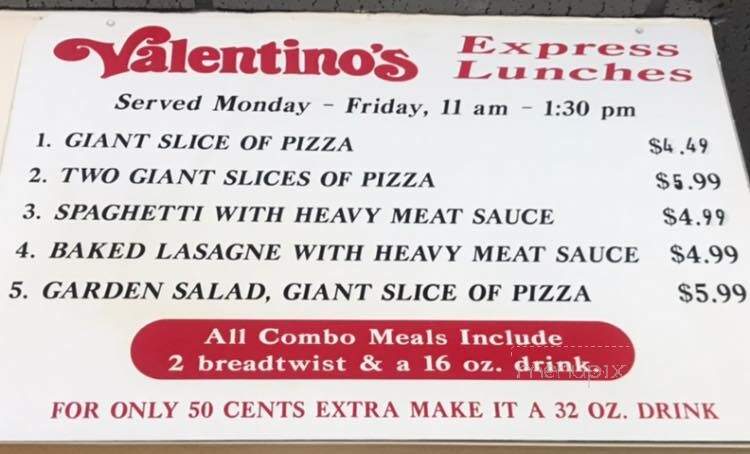 Valentino's Express Lunches
Served Monday - Friday, 11 am - 1:30 pm
1. GIANT SLICE OF PIZZA $4.49
2. TWO GIANT SLICES OF PIZZA $5.99
3. SPAGHETTI WITH HEAVY MEAT SAUCE $4.99
4. BAKED LASAGNE WITH HEAVY MEAT SAUCE $4.99
5. GARDEN SALAD, GIANT SLICE OF PIZZA $5.99
All Combo Meals Include
2 breadtwist & a 16 oz. drink.
menupix
FOR ONLY 50 CENTS EXTRA MAKE IT A 32 OZ. DRINK